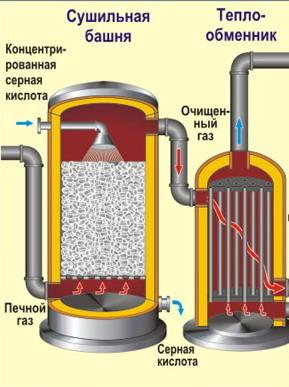 Сушильная
башня
Тепло-
обменник
Концентри-
рованная
серная
кислота
Очищен-
ный
газ
Печной
газ
Серная
кислота